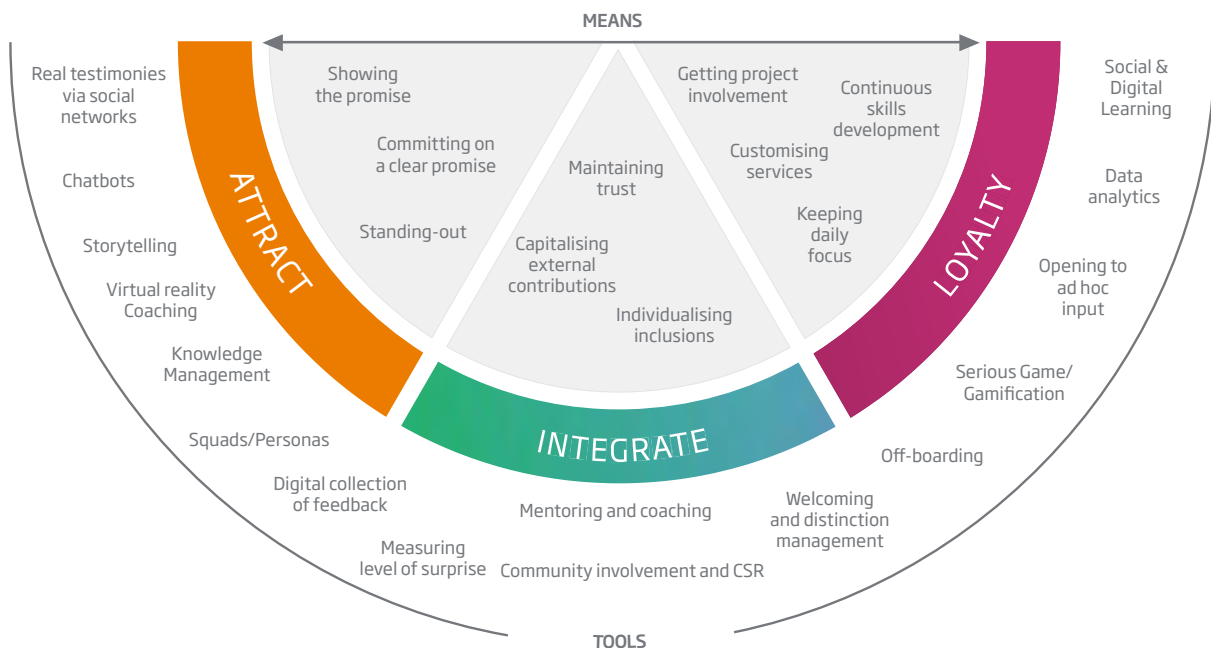 MEANS
Real testimonies
via social
networks
Chatbots
Storytelling
Virtual reality
Coaching
Knowledge
Management
Squads/Personas
Digital collection
of feedback
Measuring
level of surprise
ATTRACT
Showing
the promise
Committing on
a clear promise
Standing-out
Maintaining
trust
Capitalising
external
contributions
Individualising
inclusions
INTEGRATE
Mentoring and coaching
Community involvement and CSR
Getting project
involvement
Continuous
skills
development
Customising
services
Keeping
daily
focus
LOYALTY
Social &
Digital
Learning
Data
analytics
Opening to
ad hoc
input
Serious Game/
Gamification
Off-boarding
Welcoming
and distinction
management
TOOLS